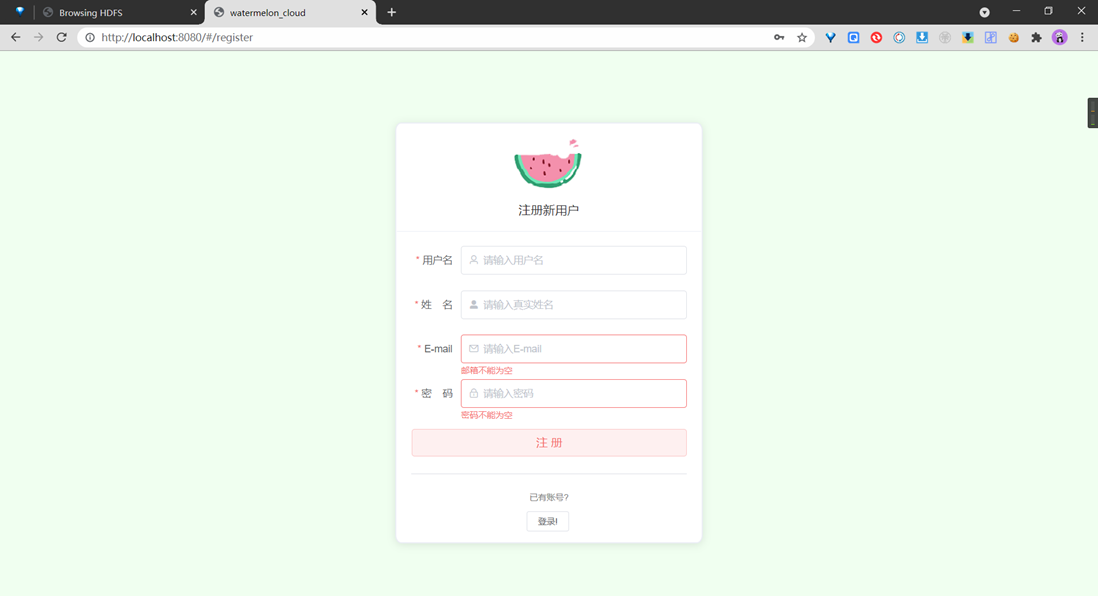 Browsing HDFS
watermelon_cloud
http://localhost:8080/#/register
注册新用户
* 用户名 请输入用户名
* 姓 名 请输入真实姓名
* E-mail 请输入E-mail
邮箱不能为空
* 密 码 请输入密码
密码不能为空
注 册
已有账号?
登录!